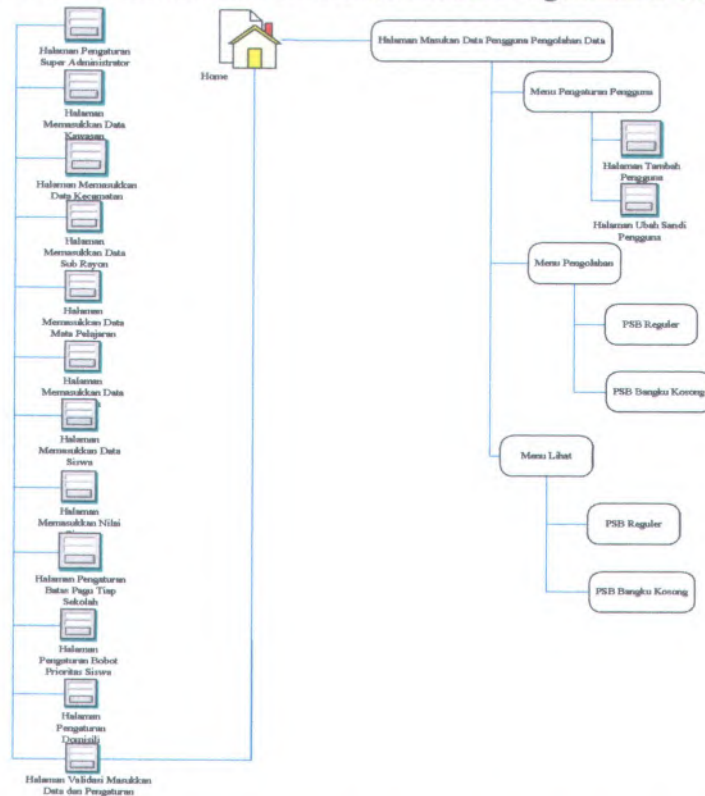 Halaman Pengaturan
Super Administrator
Halaman
Memasukkan Data
Kawasan
Halaman Memasukkan
Data Kecamatan
Halaman
Memasukkan Data
Sub Rayon
Halaman
Memasukkan Data
Mata Pelajaran
Halaman
Memasukkan Data
Halaman
Memasukkan Data
Siswa
Halaman
Memasukkan Nilai
Halaman Pengaturan
Batas Pagu Tiap
Sekolah
Halaman
Pengaturan Bobot
Prioritas Siswa
Halaman
Pengaturan
Domisili
Halaman Validasi Masukkan
Data dan Pengaturan
Home
Halaman Masukan Data Pengguna Pengolahan Data
Menu Pengaturan Pengguna
Halaman Tambah
Pengguna
Halaman Ubah Sandi
Pengguna
Menu Pengolahan
PSB Reguler
PSB Bangku Kosong
Menu Lihat
PSB Reguler
PSB Bangku Kosong